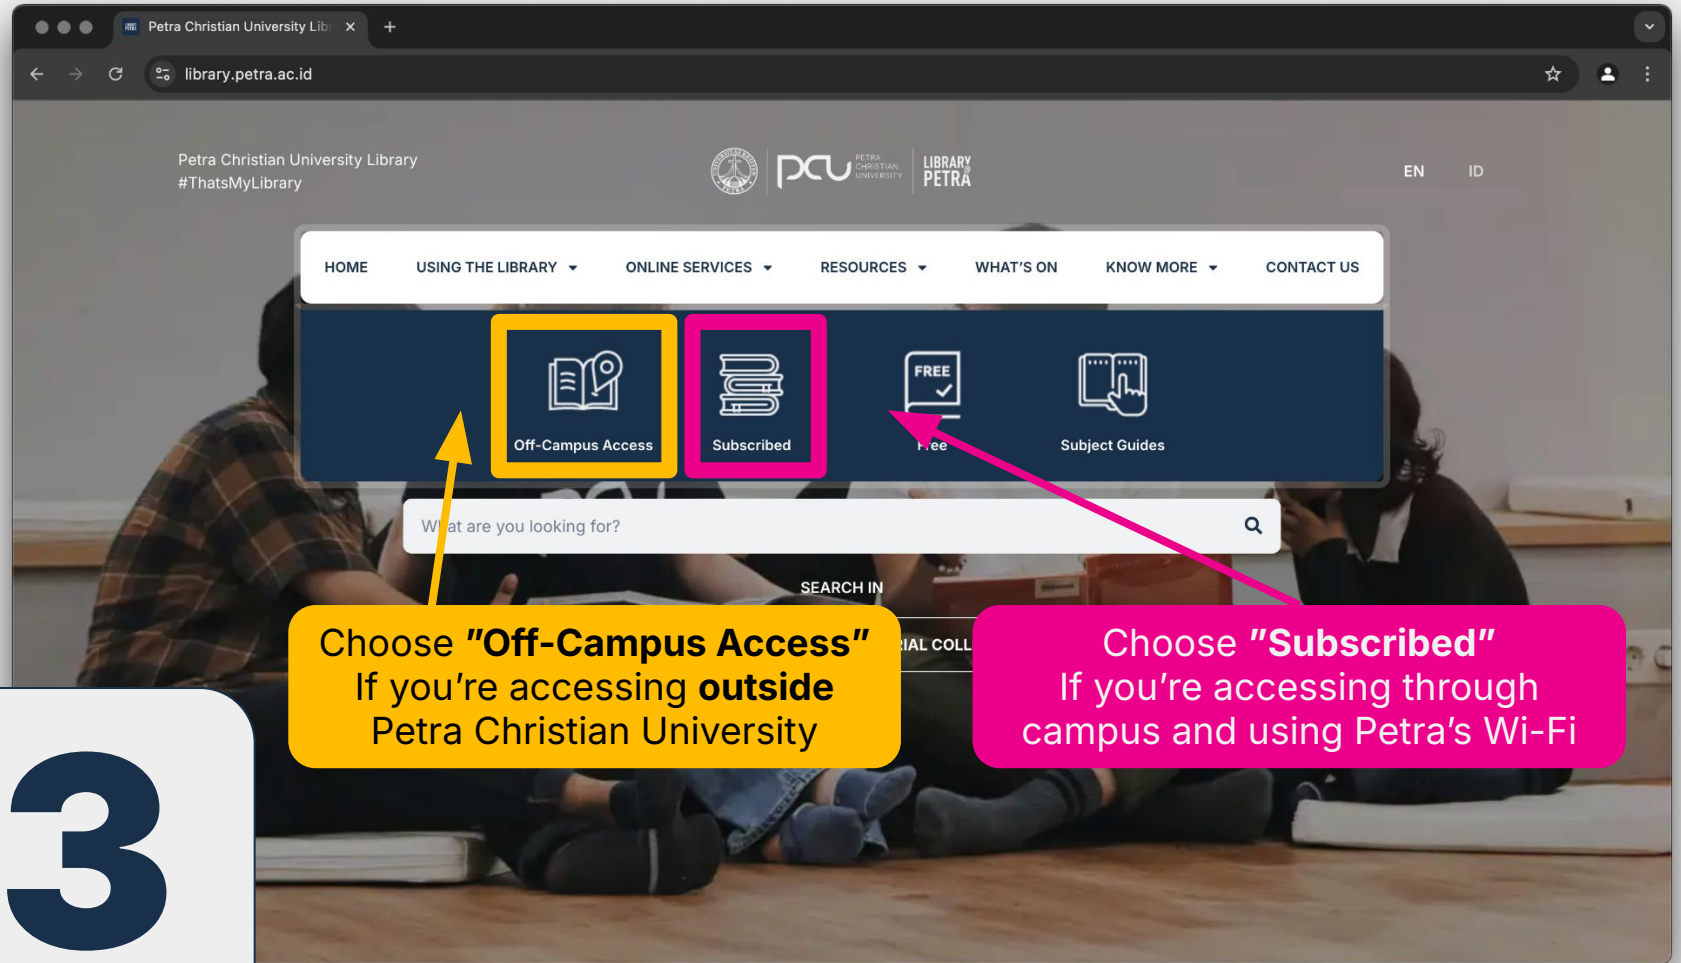 Petra Christian University Lib
library.petra.ac.id
Petra Christian University Library
#ThatsMyLibrary
PCU
PETRA
CHRISTIAN
UNIVERSITY
LIBRARY
@
PETRA
EN ID
HOME USING THE LIBRARY ONLINE SERVICES RESOURCES WHAT'S ON KNOW MORE CONTACT US
FREE
Off-Campus Access Subscribed Free Subject Guides
What are you looking for?
SEARCH IN
Choose "Off-Campus Access"
If you're accessing outside
Petra Christian University
Choose "Subscribed"
If you're accessing through
campus and using Petra's Wi-Fi
3